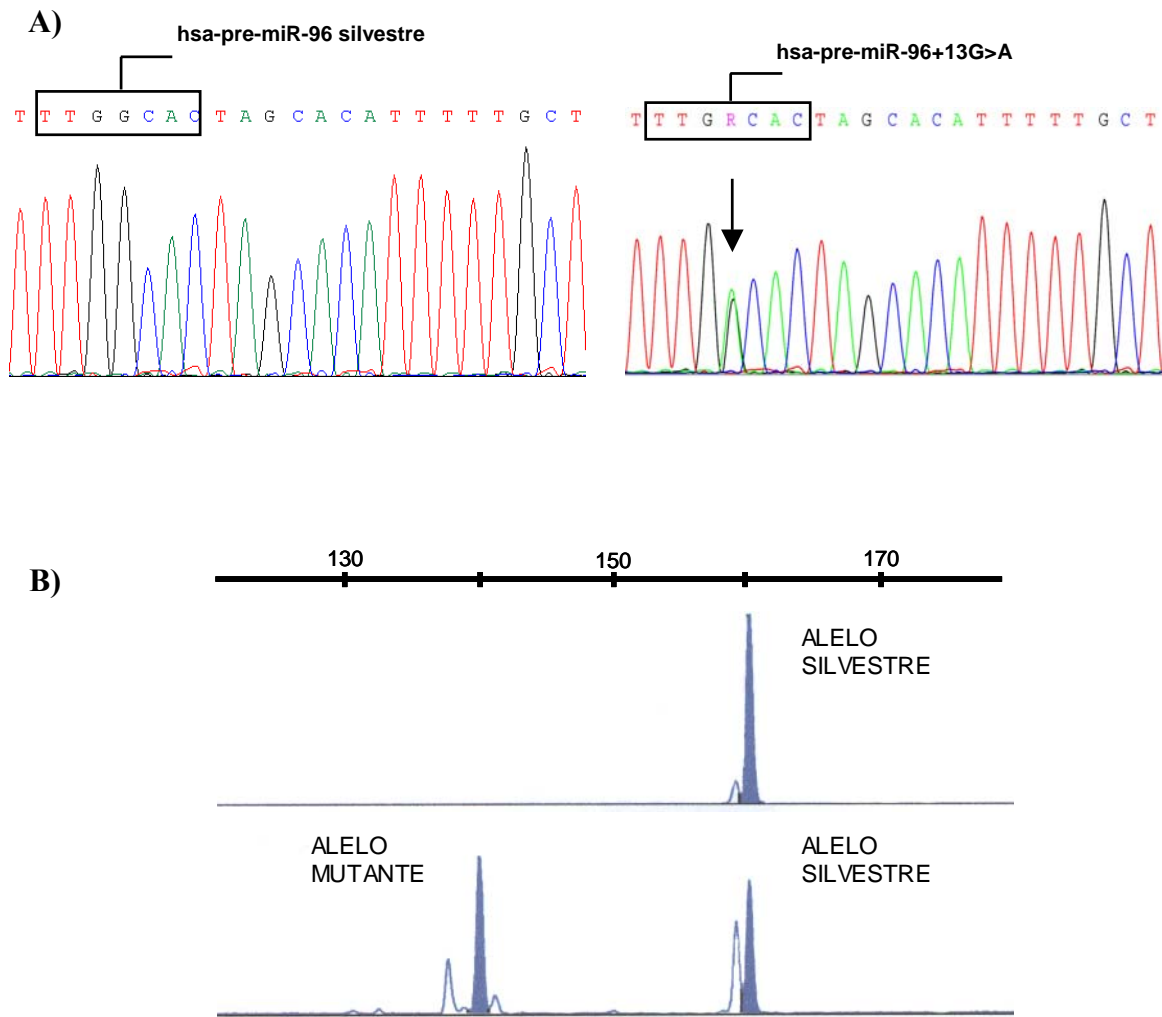 A)
hsa-pre-miR-96 silvestre
T T T G G C A C T A G C A C A T T T T T G C T
hsa-pre-miR-96+13G>A
T T T G R C A C T A G C A C A T T T T T G C T
B)
130 150 170
ALELO
SILVESTRE
ALELO
MUTANTE
ALELO
SILVESTRE